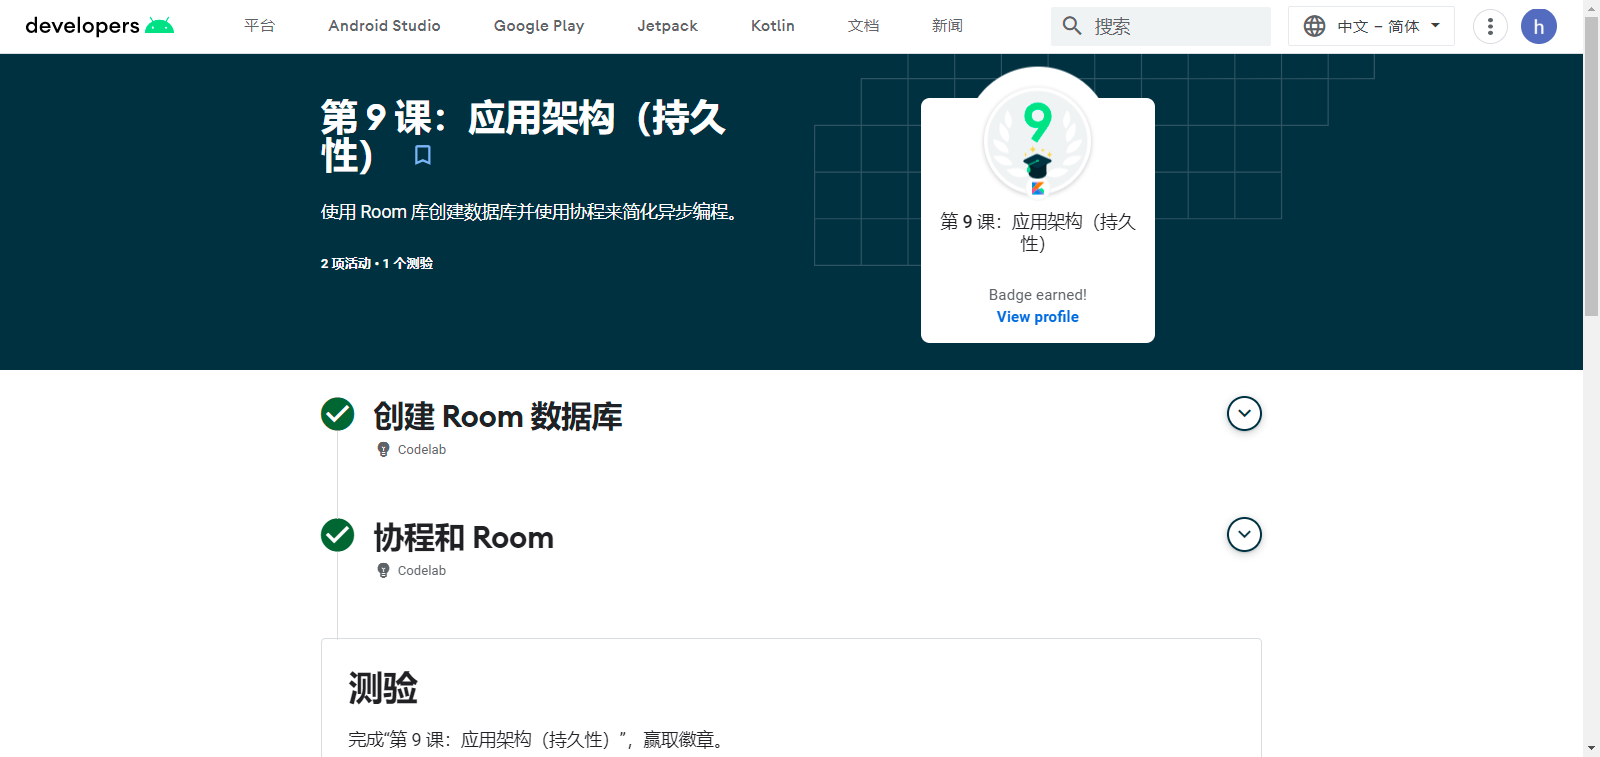 developers
平台
Android Studio
Google Play
Jetpack
Kotlin
文档
新闻
搜索
中文 – 简体
h
第 9 课：应用架构（持久
性）
使用 Room 库创建数据库并使用协程来简化异步编程。
2 项活动 • 1 个测验
9
第 9 课：应用架构（持久
性）
Badge earned!
View profile
创建 Room 数据库
Codelab
协程和 Room
Codelab
测验
完成“第 9 课：应用架构（持久性）”，赢取徽章。